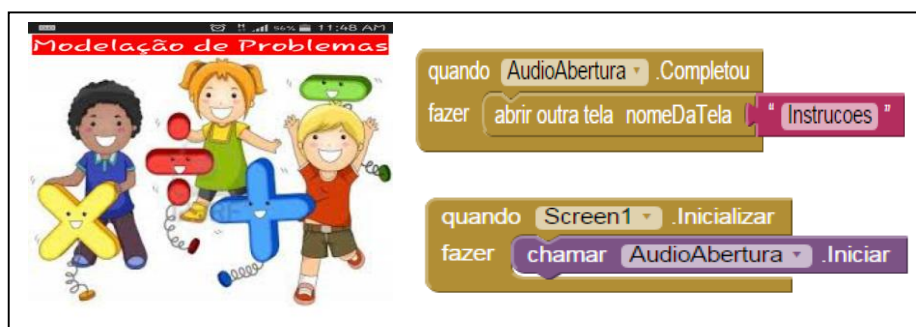 56% 11:48 AM
Modelação de Problemas
quando AudioAbertura .Completou
fazer abrir outra tela nomeDaTela " Instrucoes "
quando Screen1 .Inicializar
fazer chamar AudioAbertura .Iniciar